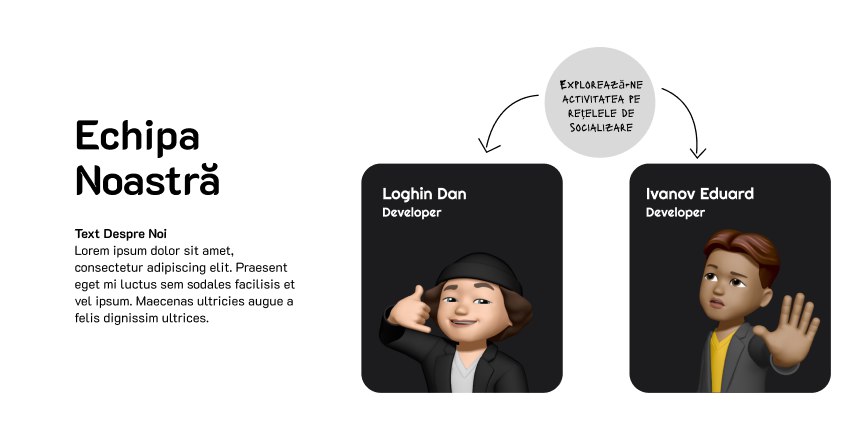 Explorează-ne
activitatea pe
rețelele de
socializare
Echipa
Noastră
Text Despre Noi
Lorem ipsum dolor sit amet,
consectetur adipiscing elit. Praesent
eget mi luctus sem sodales facilisis et
vel ipsum. Maecenas ultricies augue a
felis dignissim ultrices.
Loghin Dan
Developer
Ivanov Eduard
Developer